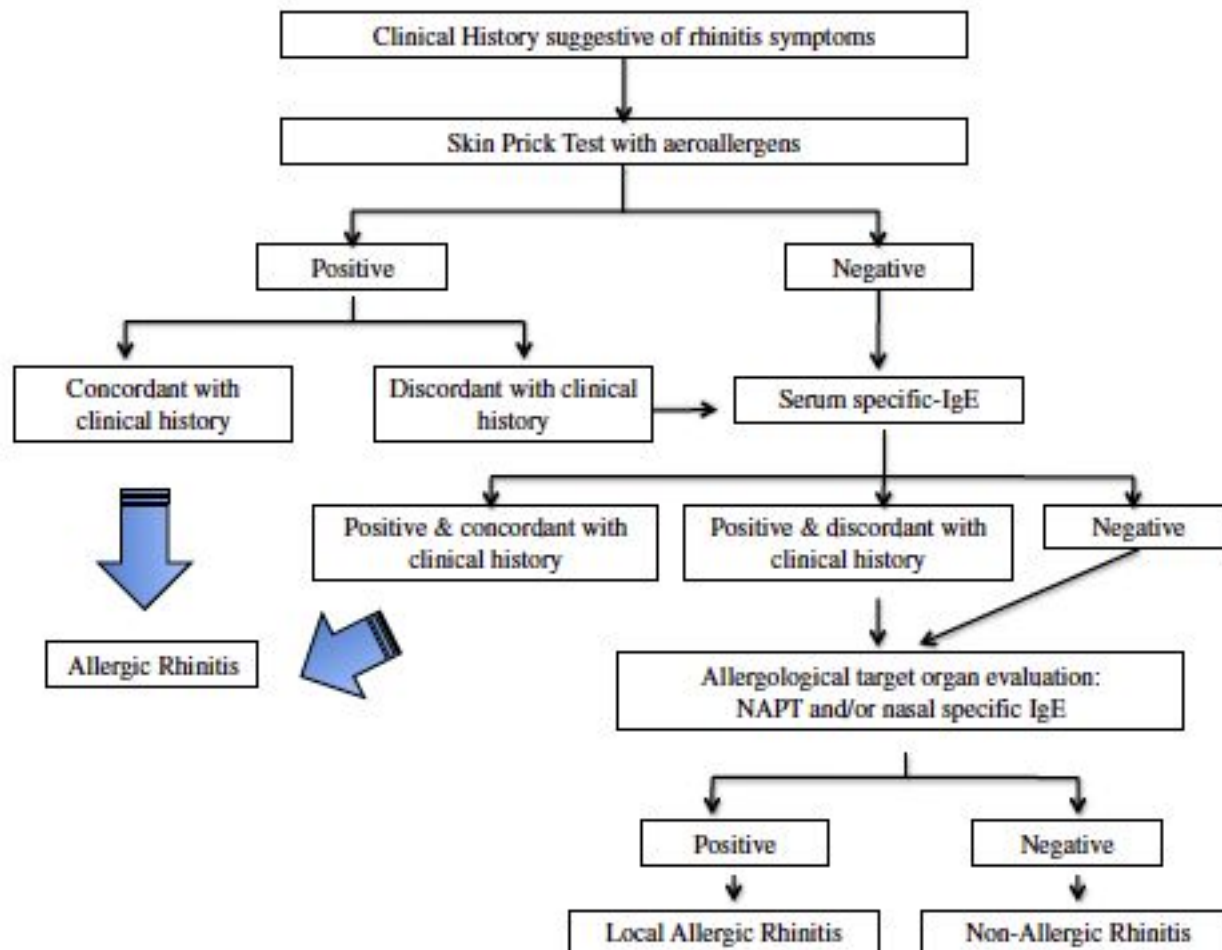 Clinical History suggestive of rhinitis symptoms
Skin Prick Test with aeroallergens
Positive
Negative
Concordant with
clinical history
Discordant with clinical
history
Serum specific-IgE
Positive & concordant with
clinical history
Positive & discordant with
clinical history
Negative
Allergic Rhinitis
Allergological target organ evaluation:
NAPT and/or nasal specific IgE
Positive
Negative
Local Allergic Rhinitis
Non-Allergic Rhinitis